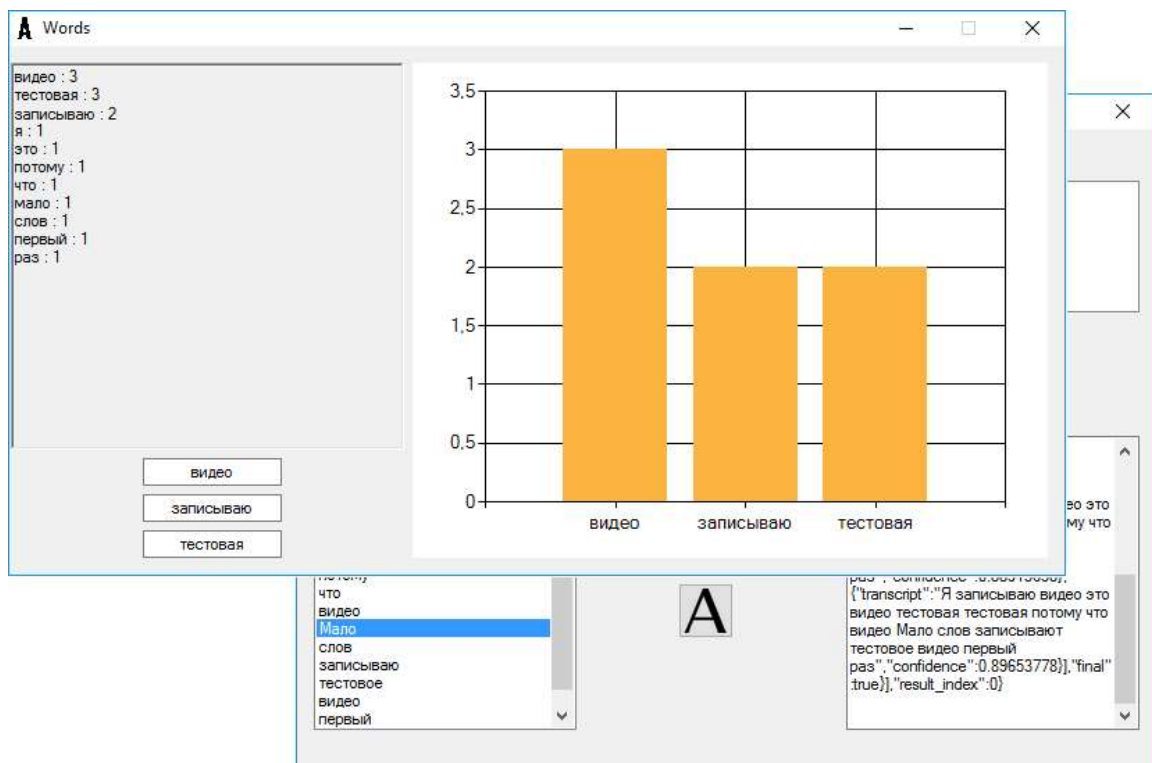 Words
видео : 3
тестовая : 3
записываю : 2
я : 1
это : 1
потому : 1
что : 1
мало : 1
слов : 1
первый : 1
раз : 1
видео
записываю
тестовая
3,5
3
2,5
2
1,5
1
0,5
0
видео
записываю
тестовая
потому
что
видео
Мало
слов
записываю
тестовое
видео
первый
A
это
му что
{"transcript":"Я записываю видео это
видео тестовая тестовая потому что
видео Мало слов записывают
тестовое видео первый
раз","confidence":0.89653778}],"final"
:true}],"result_index":0}